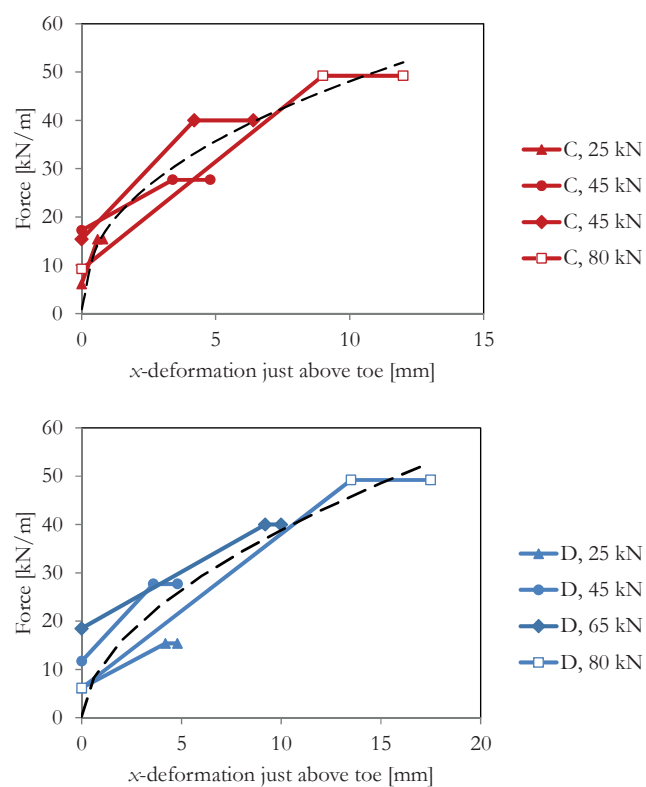 60
50
40
30
20
10
0
Force [kN/m]
0 5 10 15
x-deformation just above toe [mm]
C, 25 kN
C, 45 kN
C, 45 kN
C, 80 kN
60
50
40
30
20
10
0
Force [kN/m]
0 5 10 15 20
x-deformation just above toe [mm]
D, 25 kN
D, 45 kN
D, 65 kN
D, 80 kN